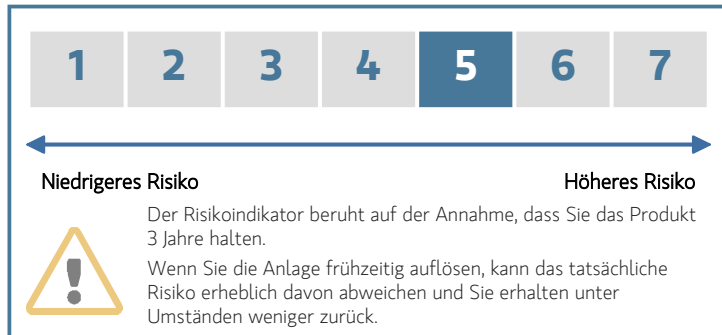 1 2 3 4 5 6 7
Niedrigeres Risiko Höheres Risiko
Der Risikoindikator beruht auf der Annahme, dass Sie das Produkt
3 Jahre halten.
Wenn Sie die Anlage frühzeitig auflösen, kann das tatsächliche
Risiko erheblich davon abweichen und Sie erhalten unter
Umständen weniger zurück.